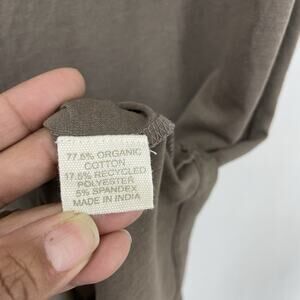 77.5% ORGANIC
COTTON
17.5% RECYCLED
POLYESTER
5% SPANDEX
MADE IN INDIA